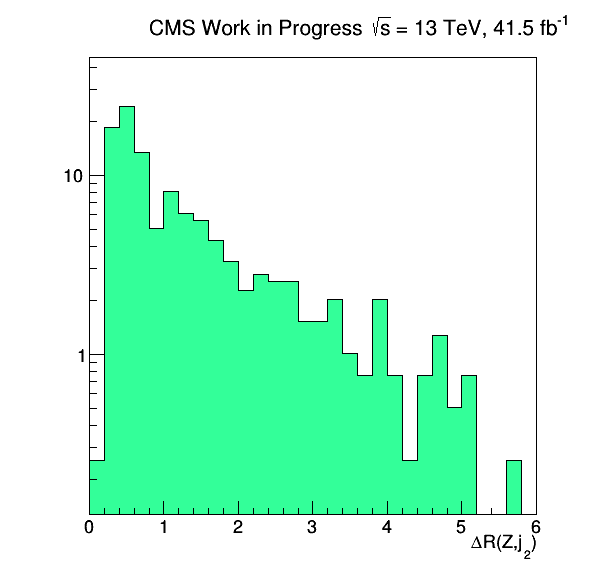 CMS Work in Progress √s = 13 TeV, 41.5 fb⁻¹
10
1
0 1 2 3 4 5 6
ΔR(Z,j₂)